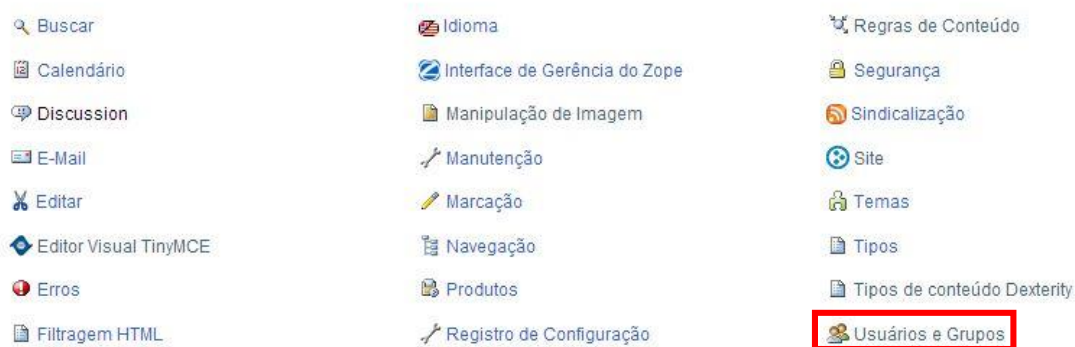 Buscar
Calendário
Discussion
E-Mail
Editar
Editor Visual TinyMCE
Erros
Filtragem HTML
Idioma
Interface de Gerência do Zope
Manipulação de Imagem
Manutenção
Marcação
Navegação
Produtos
Registro de Configuração
Regras de Conteúdo
Segurança
Sindicalização
Site
Temas
Tipos
Tipos de conteúdo Dexterity
Usuários e Grupos